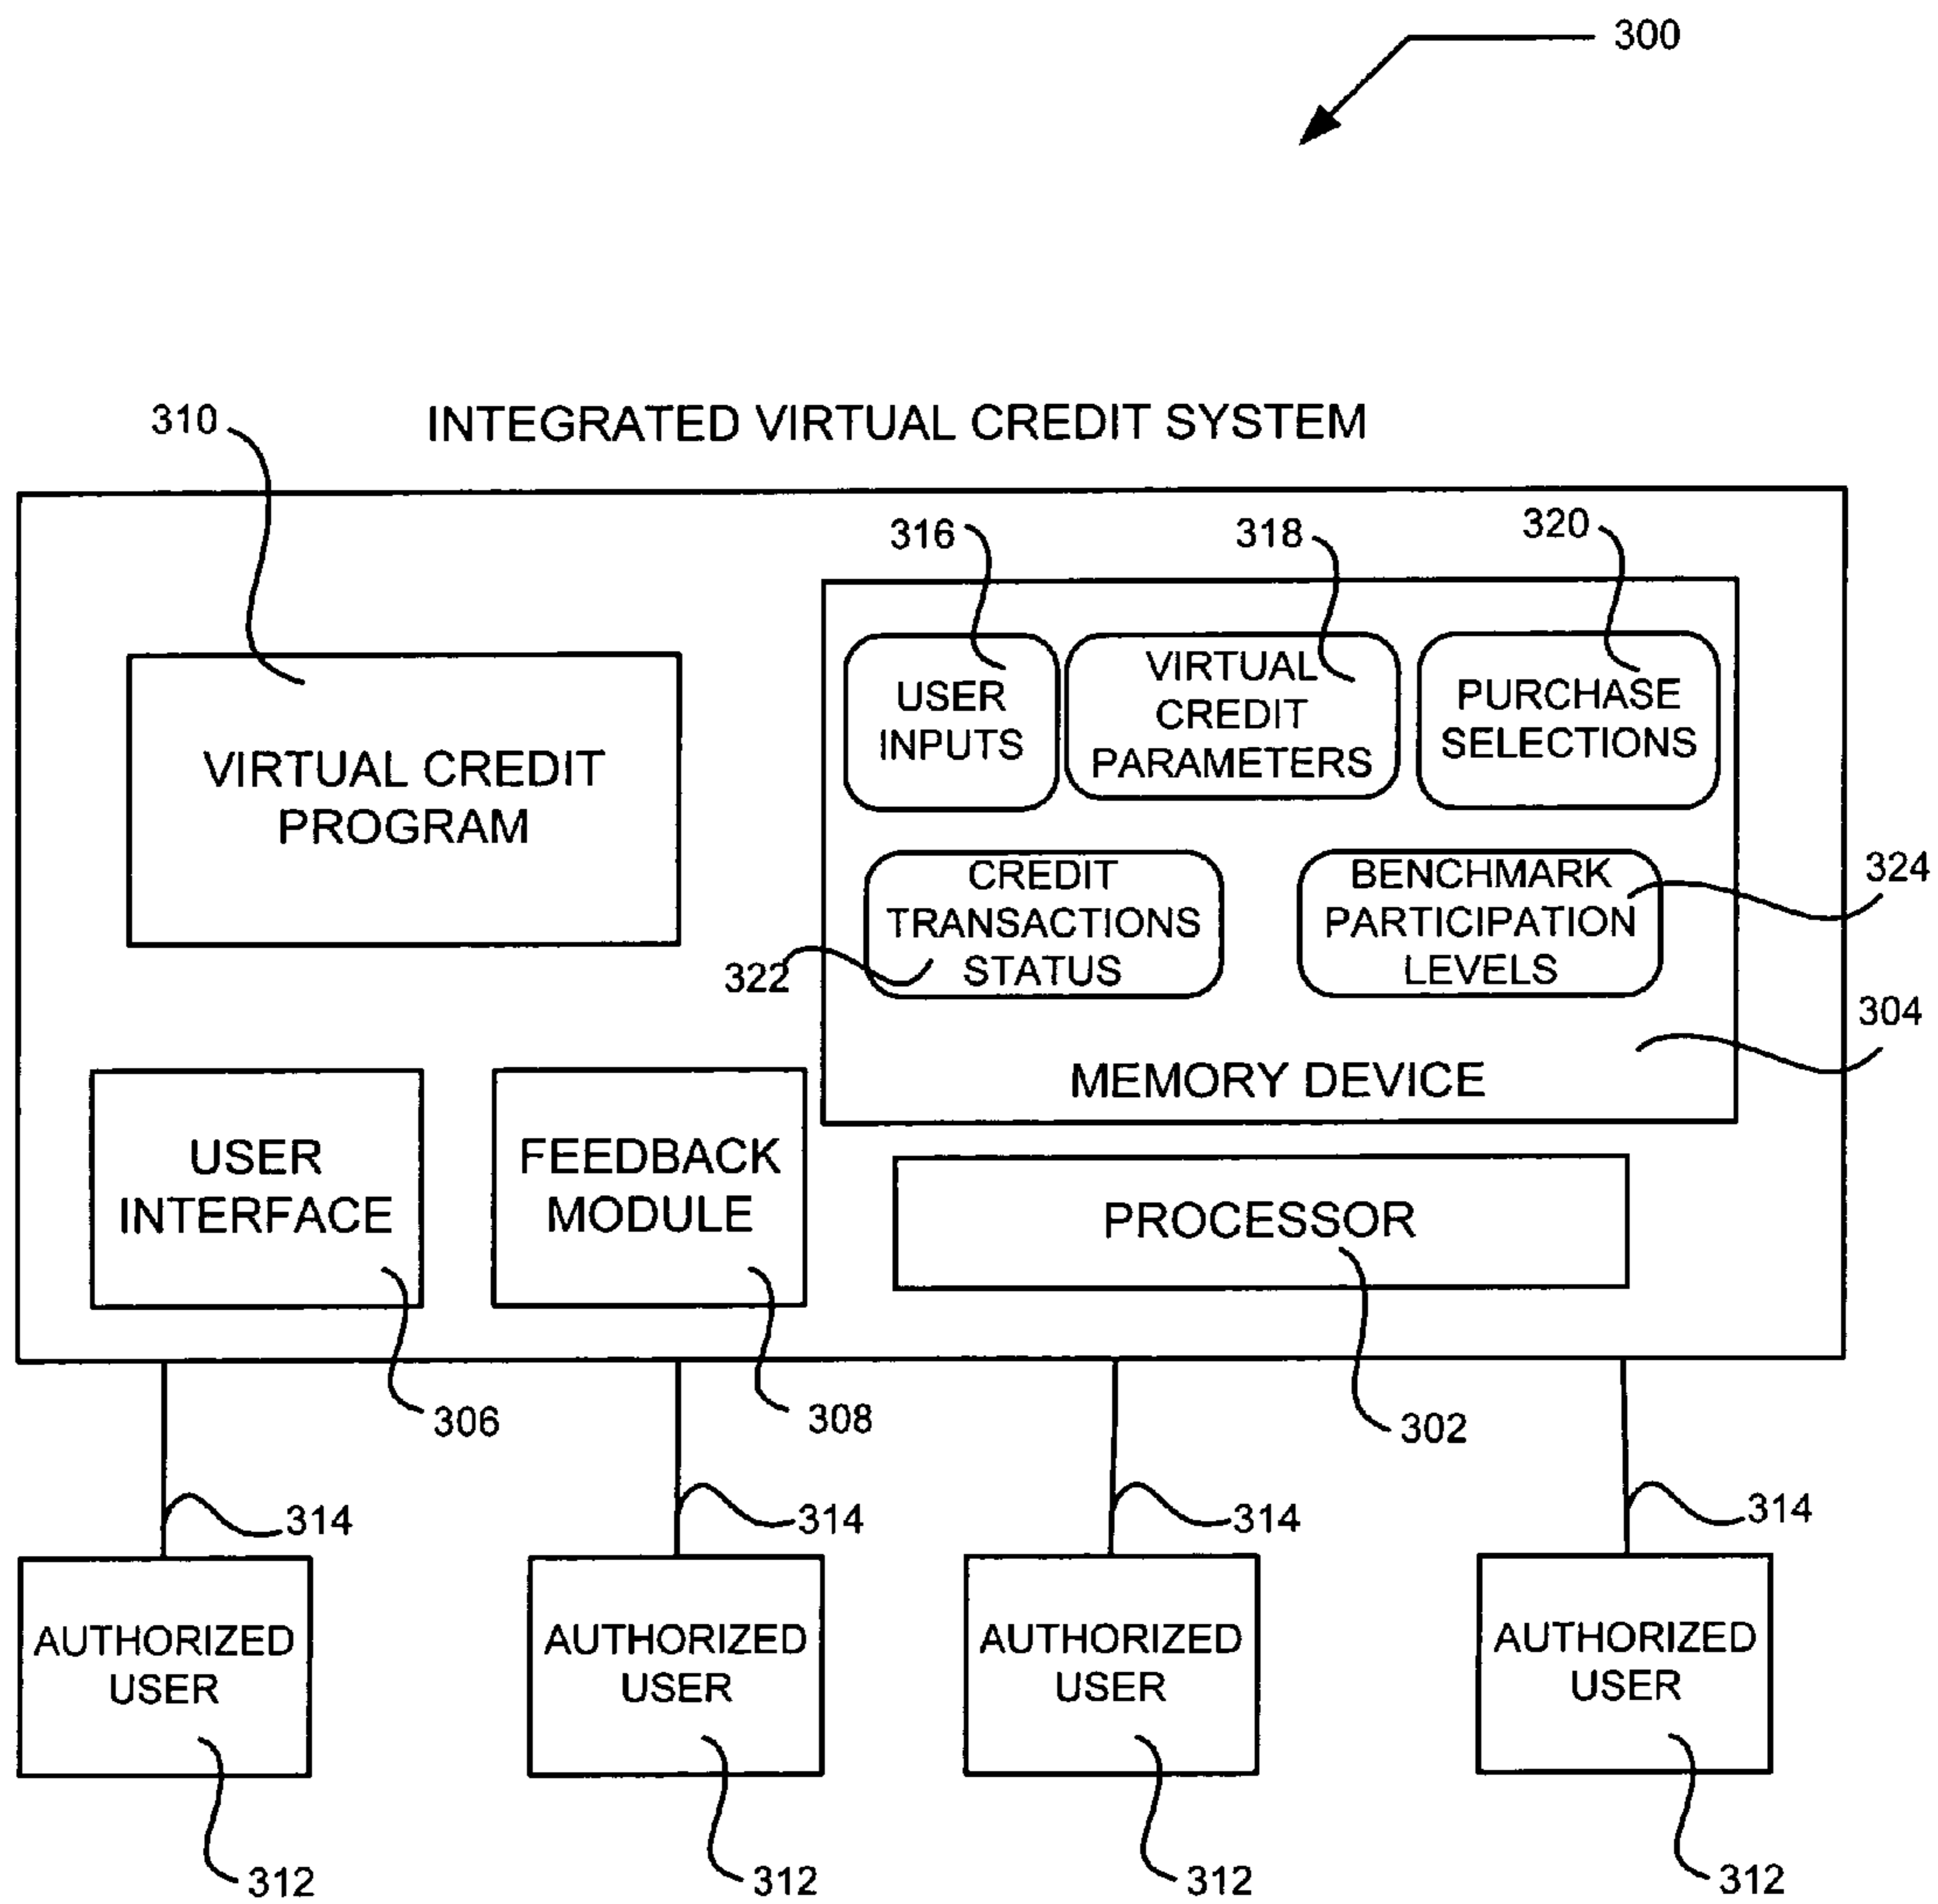 300
310
INTEGRATED VIRTUAL CREDIT SYSTEM
316
318
320
VIRTUAL CREDIT
PROGRAM
USER
INPUTS
VIRTUAL
CREDIT
PARAMETERS
PURCHASE
SELECTIONS
CREDIT
TRANSACTIONS
STATUS
322
BENCHMARK
PARTICIPATION
LEVELS
324
304
MEMORY DEVICE
USER
INTERFACE
FEEDBACK
MODULE
PROCESSOR
306
308
302
314
314
314
314
AUTHORIZED
USER
AUTHORIZED
USER
AUTHORIZED
USER
AUTHORIZED
USER
312
312
312
312